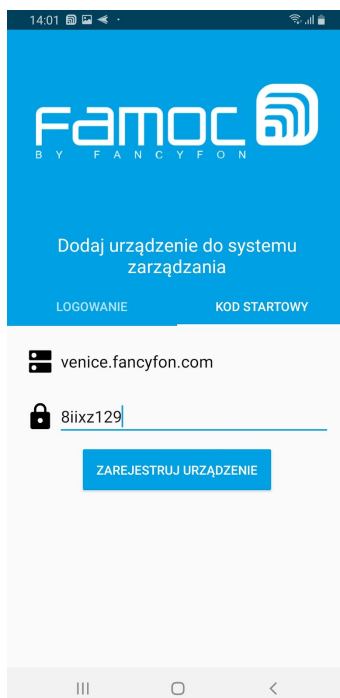 14:01
Famoc
BY FANCYFON
Dodaj urządzenie do systemu
zarządzania
LOGOWANIE KOD STARTOWY
venice.fancyfon.com
8iixz129
ZAREJESTRUJ URZĄDZENIE